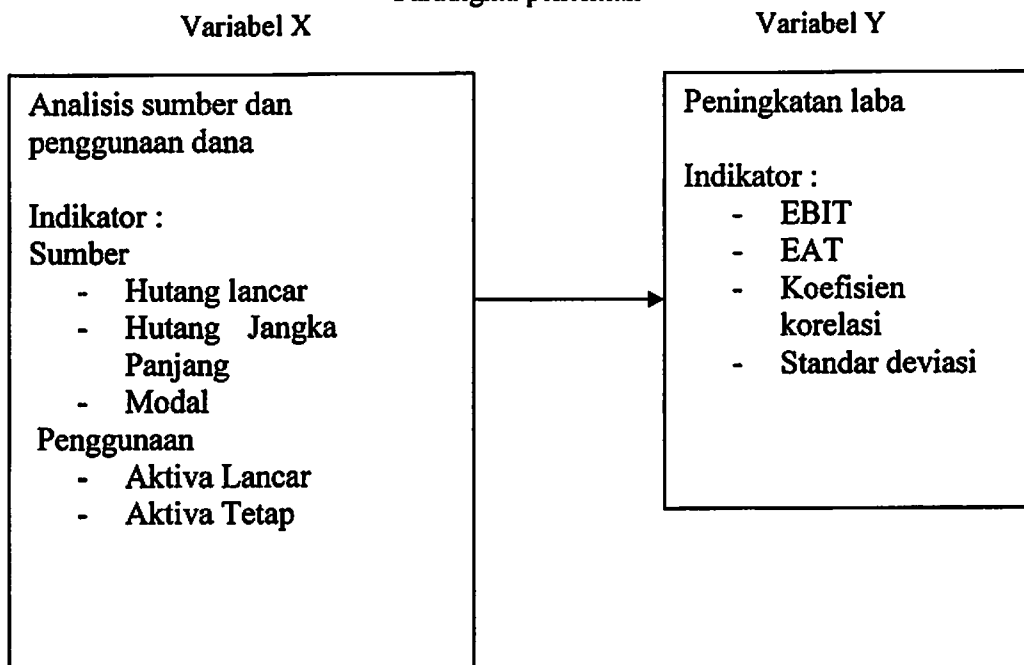 Variabel X
Variabel Y
Analisis sumber dan
penggunaan dana
Indikator :
Sumber
- Hutang lancar
- Hutang Jangka
Panjang
- Modal
Penggunaan
- Aktiva Lancar
- Aktiva Tetap
Peningkatan laba
Indikator :
- EBIT
- EAT
- Koefisien
korelasi
- Standar deviasi